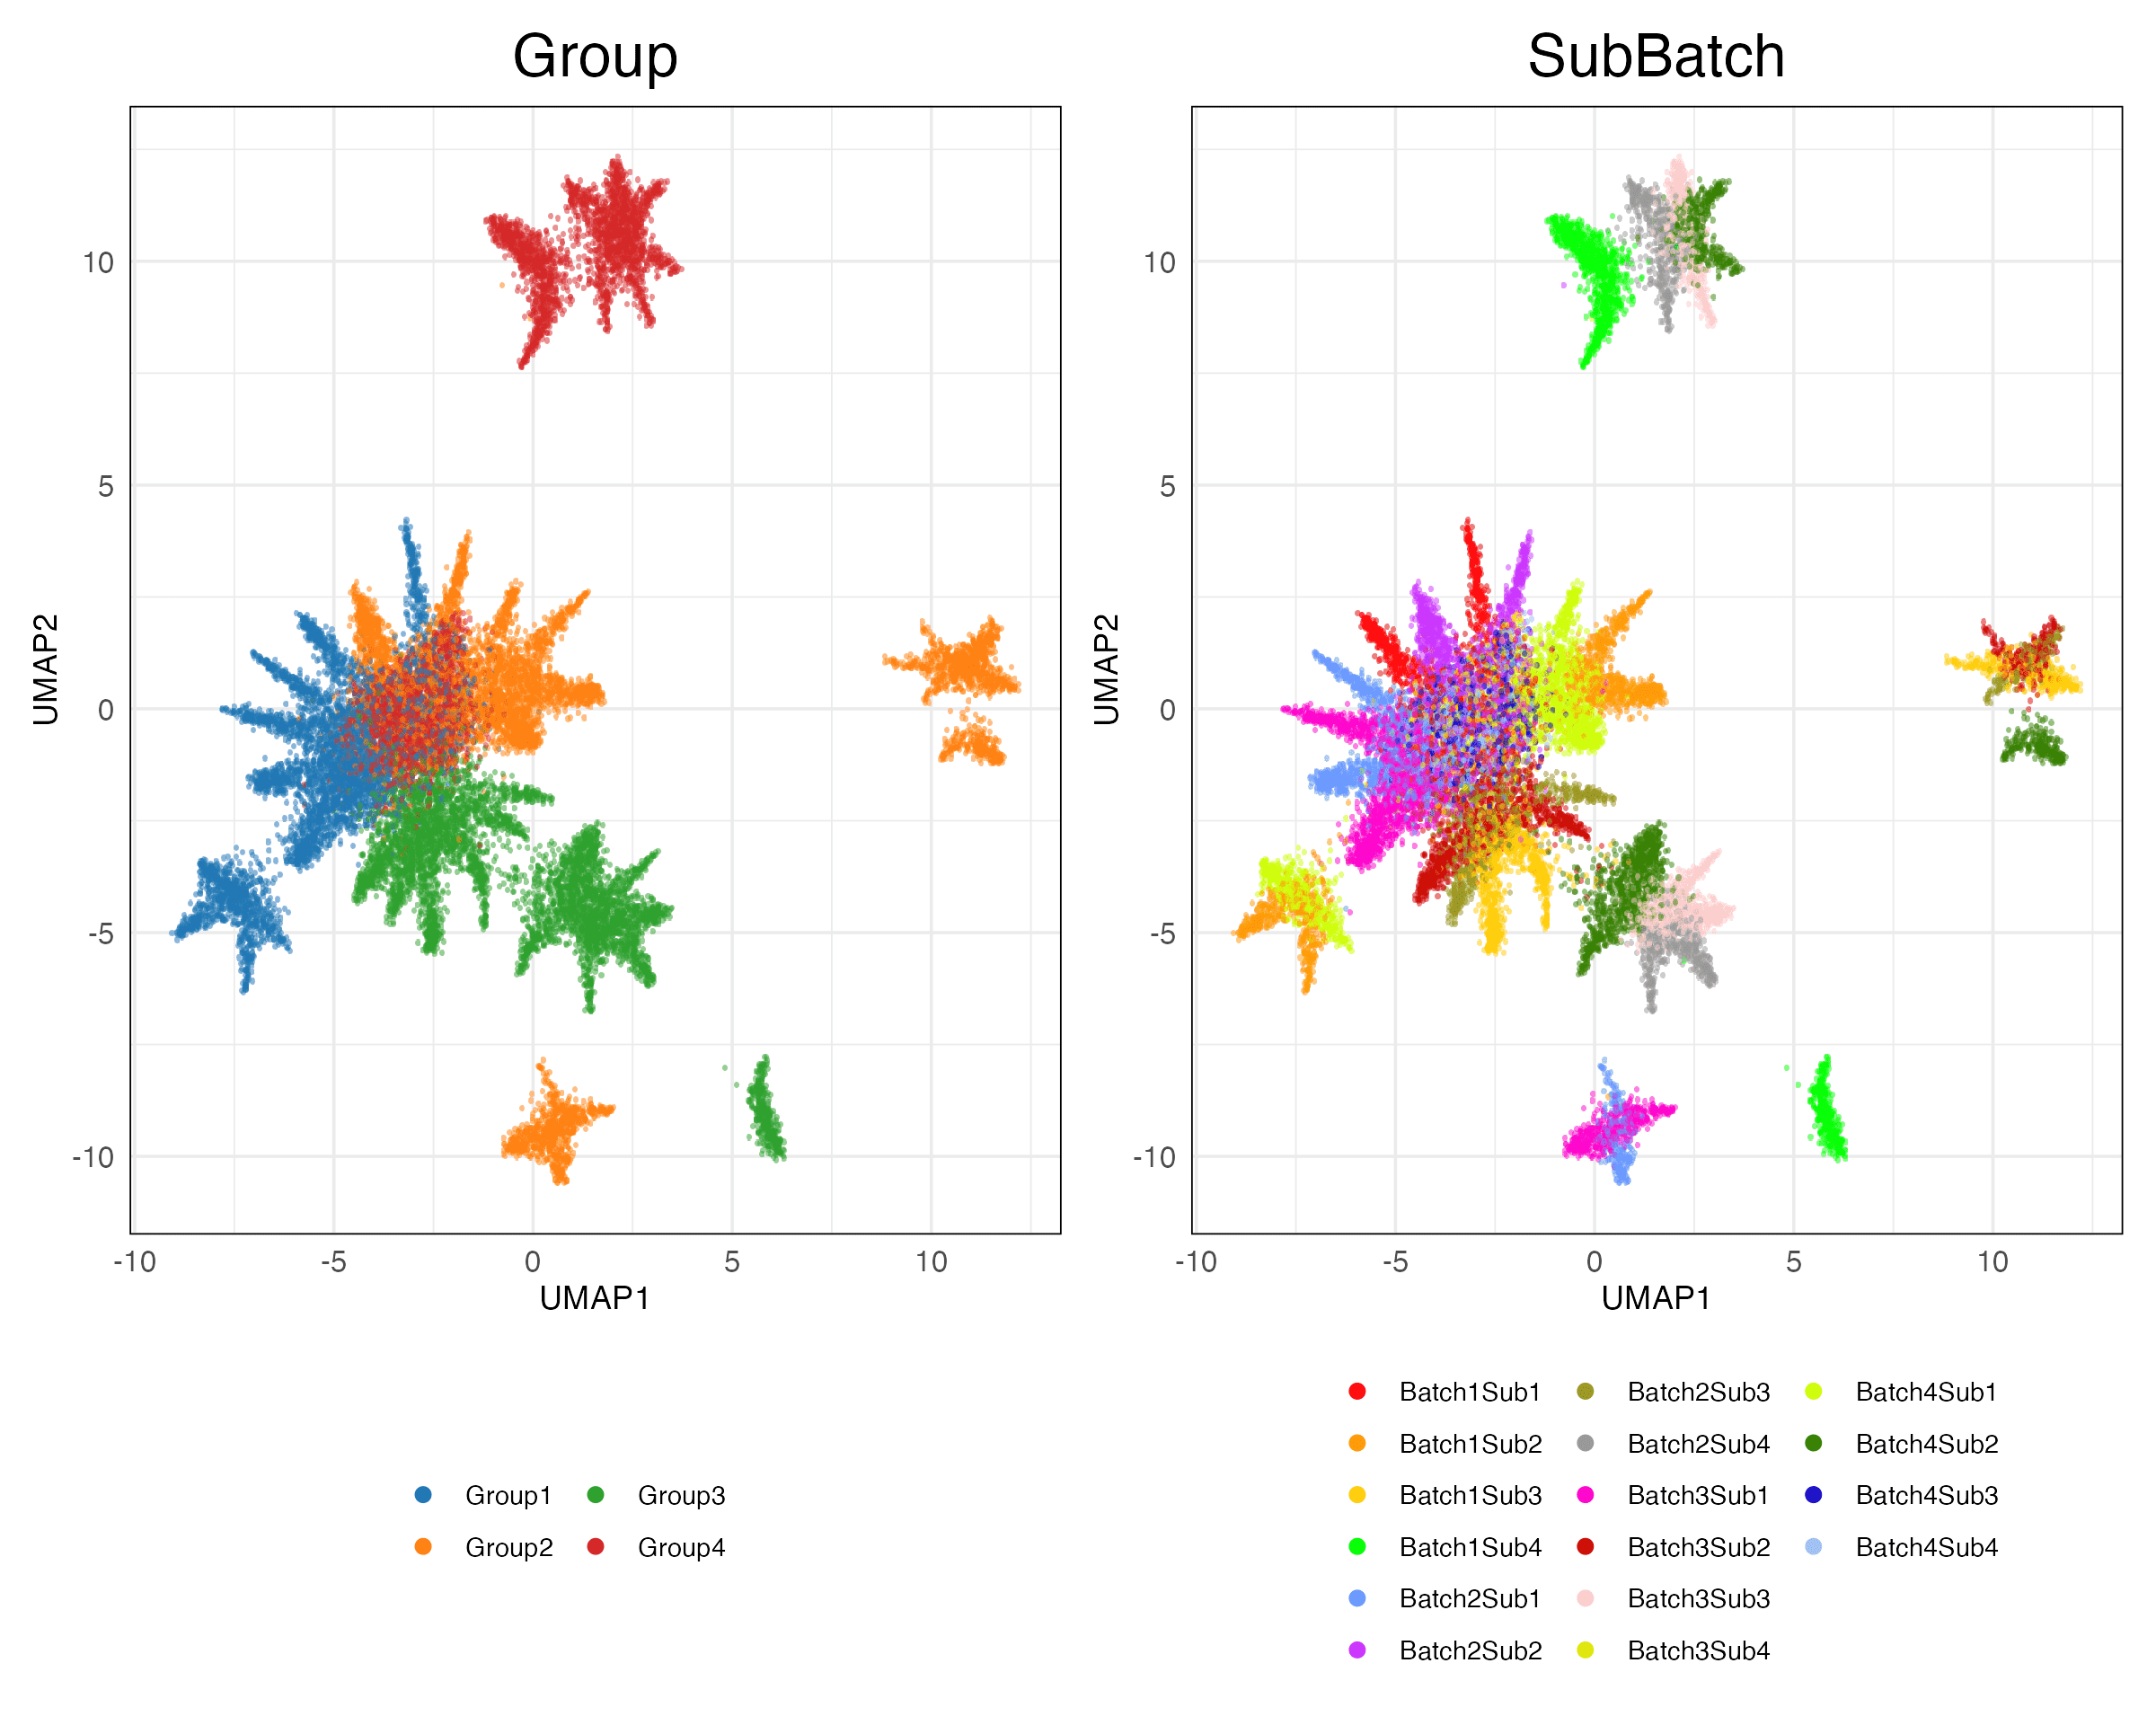 Group
SubBatch
10
5
0
-5
-10
UMAP2
-10 -5 0 5 10
UMAP1
10
5
0
-5
-10
UMAP2
-10 -5 0 5 10
UMAP1
Group1 Group3
Group2 Group4
Batch1Sub1 Batch2Sub3 Batch4Sub1
Batch1Sub2 Batch2Sub4 Batch4Sub2
Batch1Sub3 Batch3Sub1 Batch4Sub3
Batch1Sub4 Batch3Sub2 Batch4Sub4
Batch2Sub1 Batch3Sub3
Batch2Sub2 Batch3Sub4